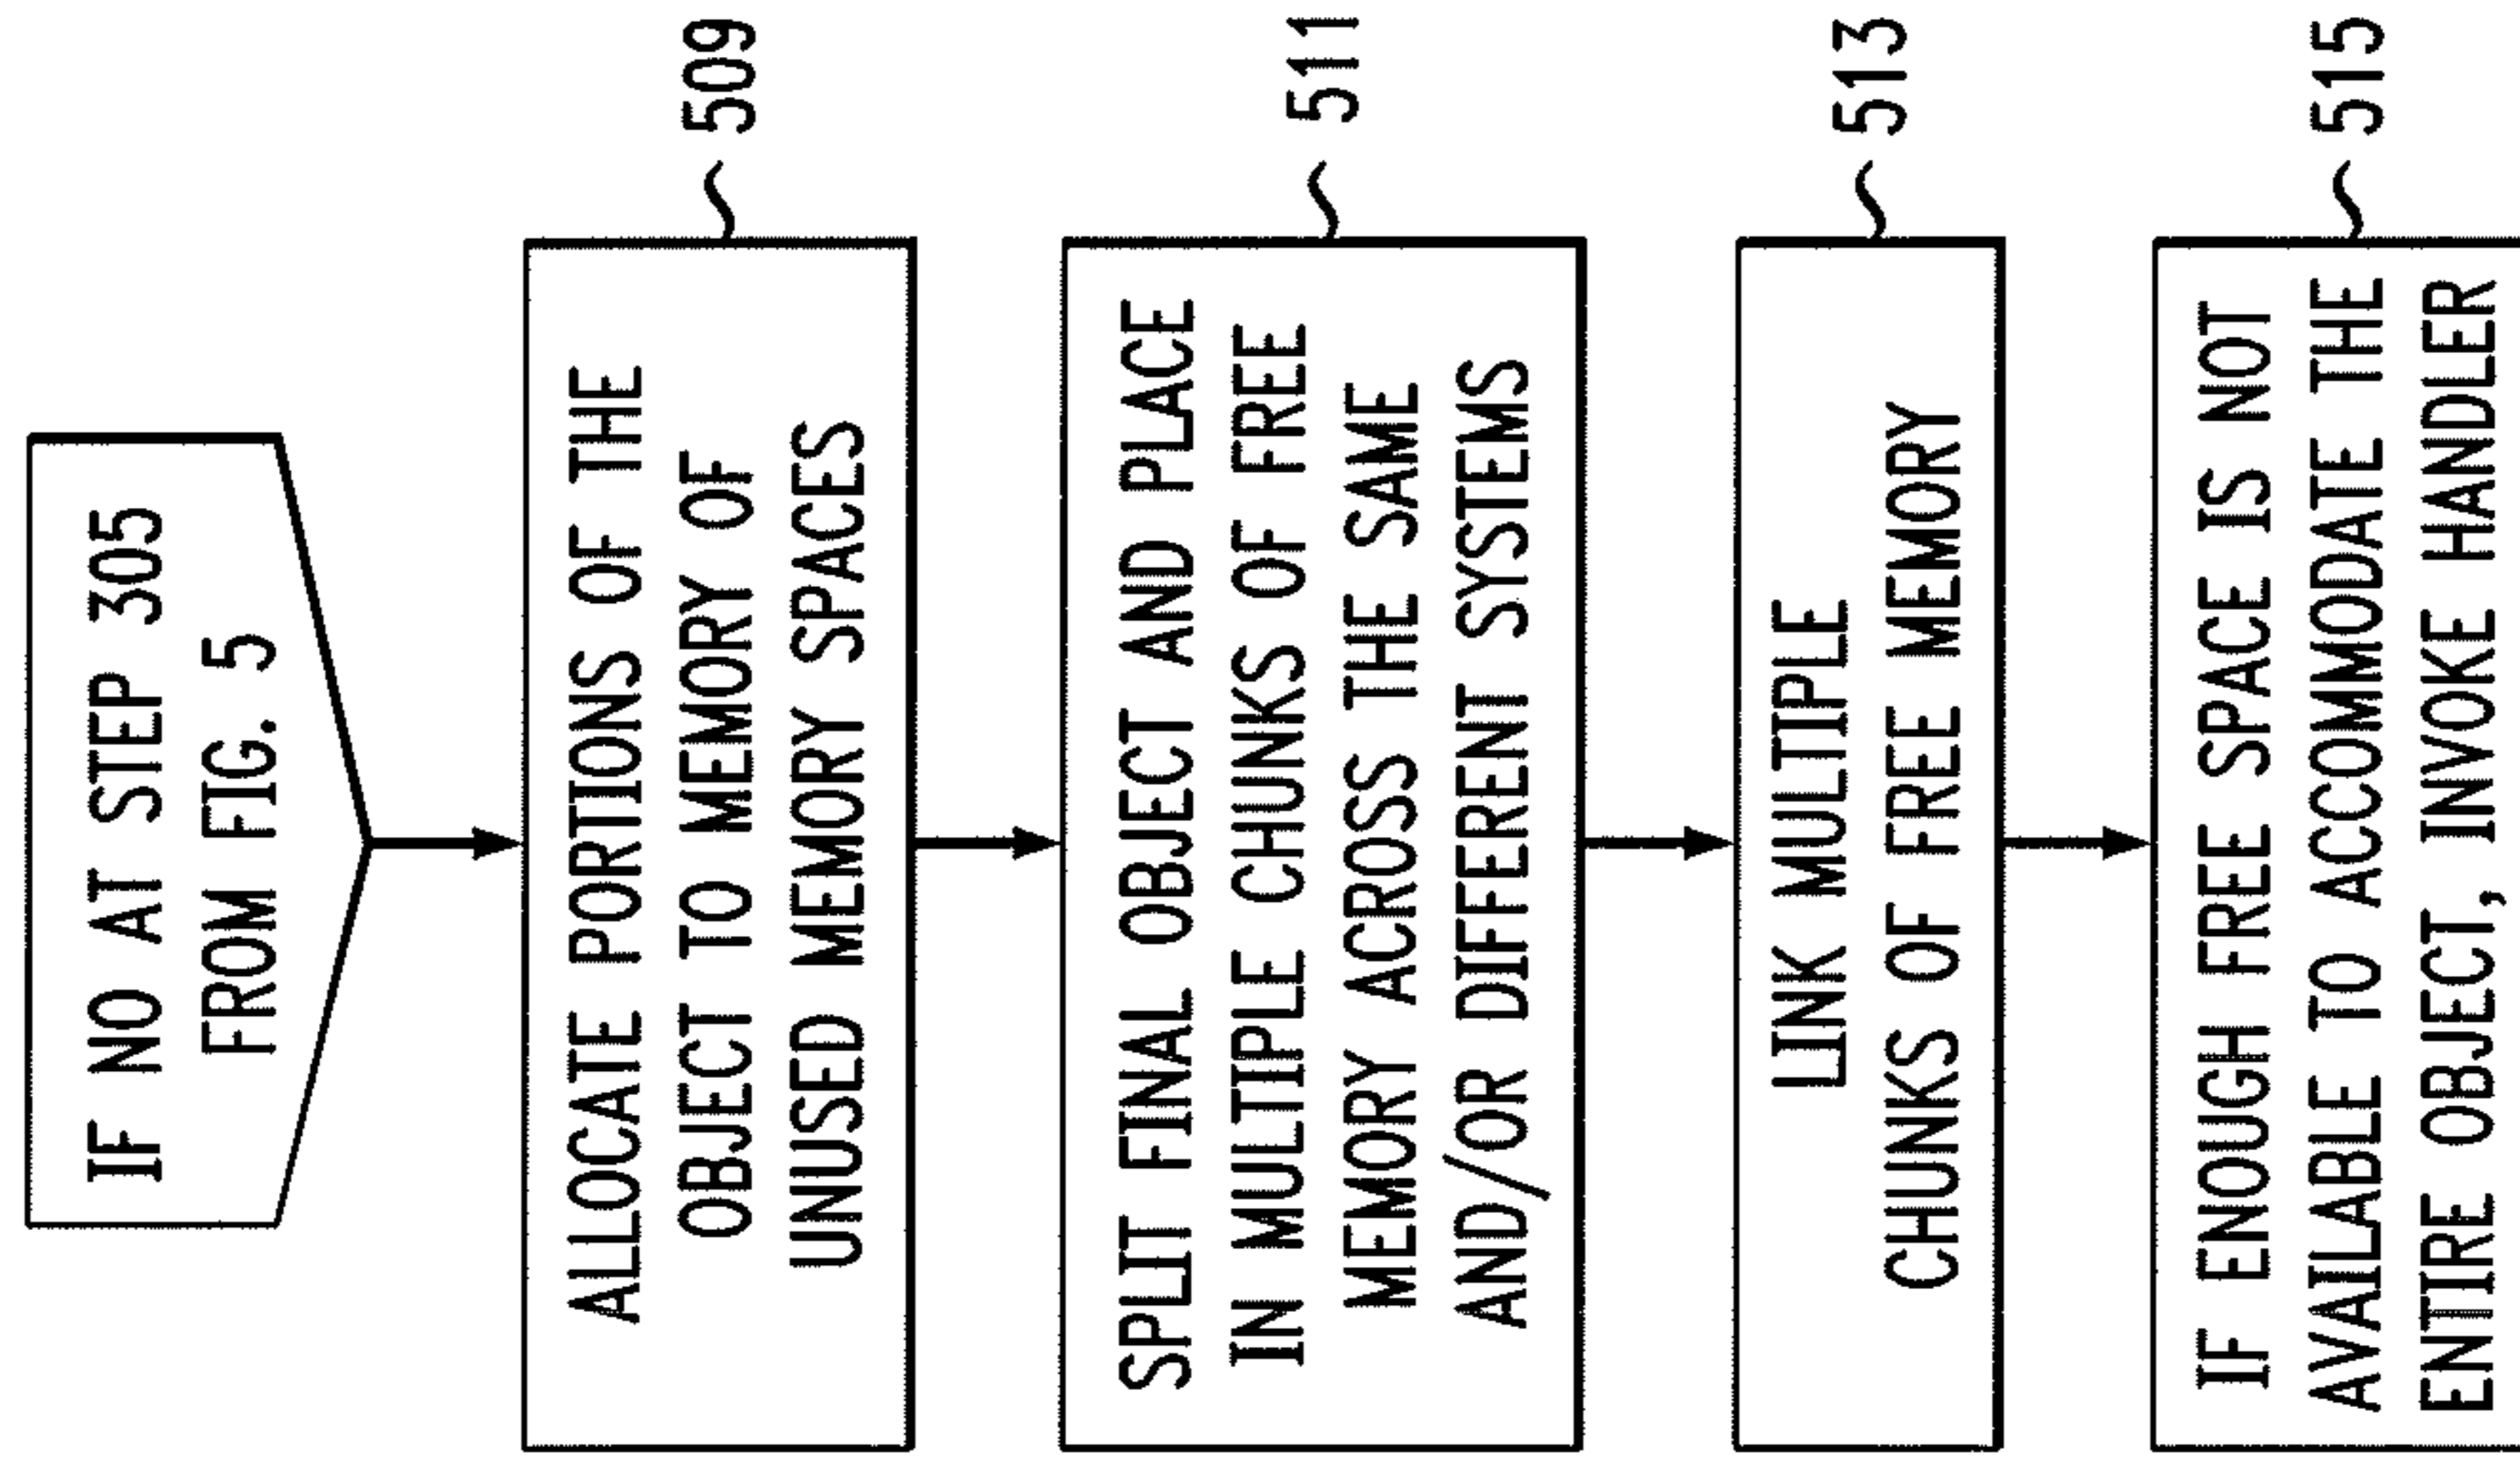 IF NO AT STEP 305
FROM FIG. 5
ALLOCATE PORTIONS OF THE
OBJECT TO MEMORY OF
UNUSED MEMORY SPACES
509
SPLIT FINAL OBJECT AND PLACE
IN MULTIPLE CHUNKS OF FREE
MEMORY ACROSS THE SAME
AND/OR DIFFERENT SYSTEMS
511
LINK MULTIPLE
CHUNKS OF FREE MEMORY
513
IF ENOUGH FREE SPACE IS NOT
AVAILABLE TO ACCOMMODATE THE
ENTIRE OBJECT, INVOKE HANDLER
515